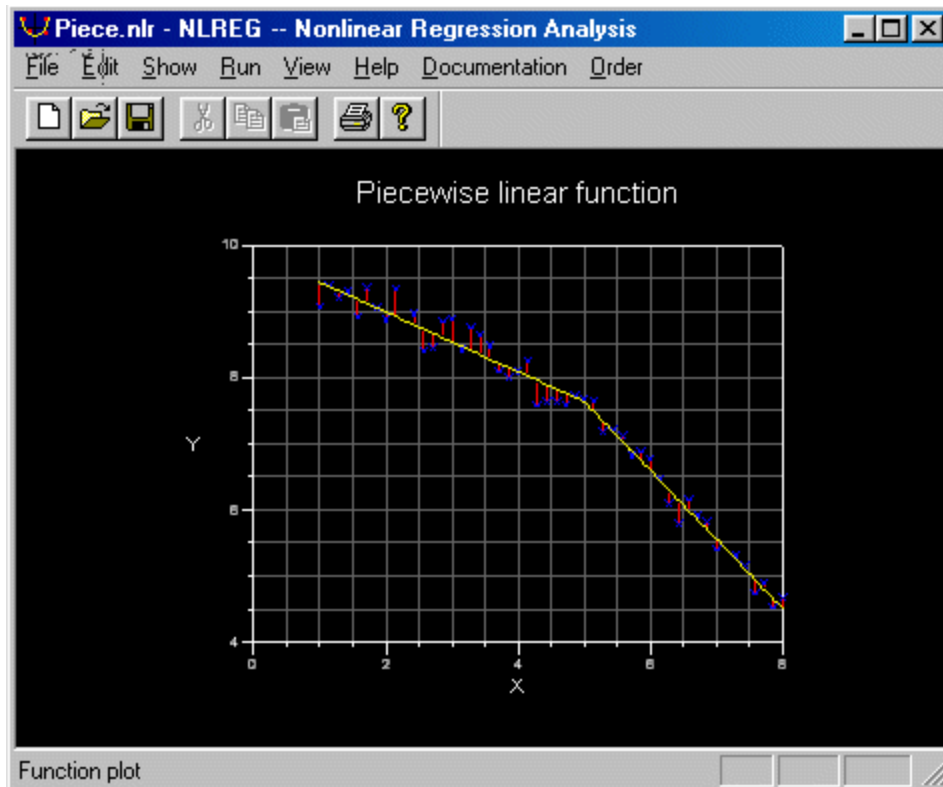 Piece.nlr - NLREG -- Nonlinear Regression Analysis
File Edit Show Run View Help Documentation Order
Piecewise linear function
10
8
6
4
Y
0 2 4 6 8
X
Function plot